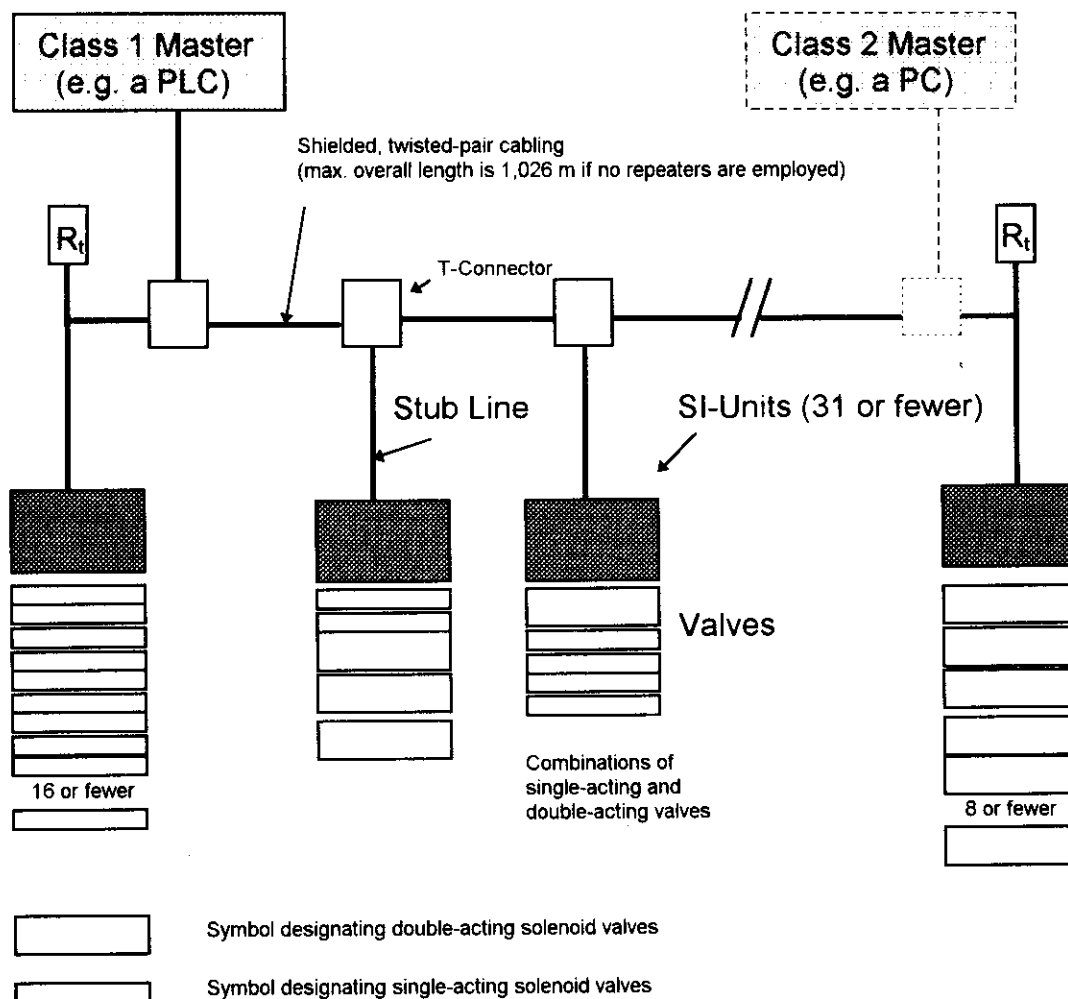 Class 1 Master
(e.g. a PLC)
Class 2 Master
(e.g. a PC)
Shielded, twisted-pair cabling
(max. overall length is 1,026 m if no repeaters are employed)
Rt
Rt
T-Connector
Stub Line
SI-Units (31 or fewer)
Valves
Combinations of
single-acting and
double-acting valves
16 or fewer
8 or fewer
Symbol designating double-acting solenoid valves
Symbol designating single-acting solenoid valves